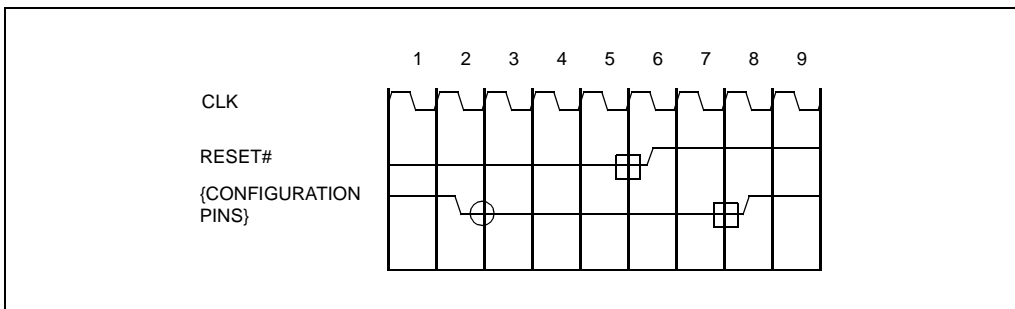 1 2 3 4 5 6 7 8 9
CLK
RESET#
{CONFIGURATION
PINS}